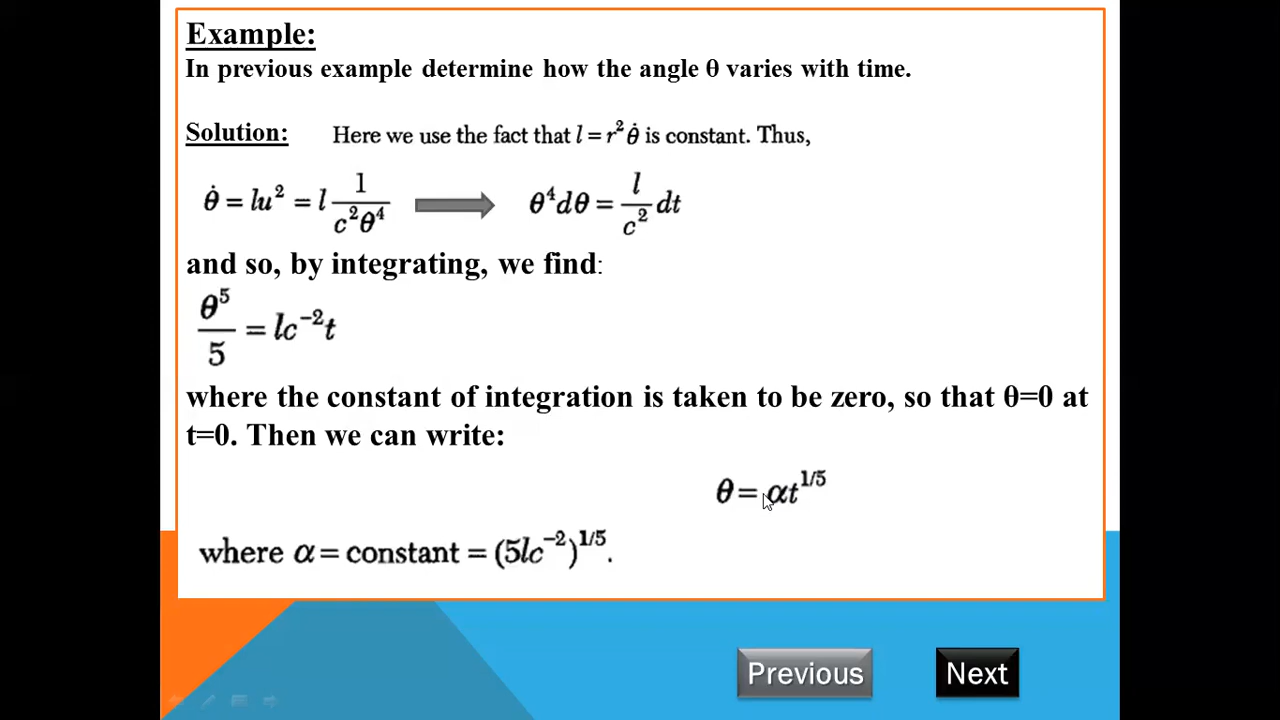 Example:
In previous example determine how the angle θ varies with time.
Solution: Here we use the fact that l = r²θ̇ is constant. Thus,
θ̇ = lu² = l 1/(c²θ⁴) θ⁴dθ = l/c² dt
and so, by integrating, we find:
θ⁵/5 = lc⁻²t
where the constant of integration is taken to be zero, so that θ=0 at
t=0. Then we can write:
θ = αt^(1/5)
where α = constant = (5lc⁻²)^(1/5).
Previous Next